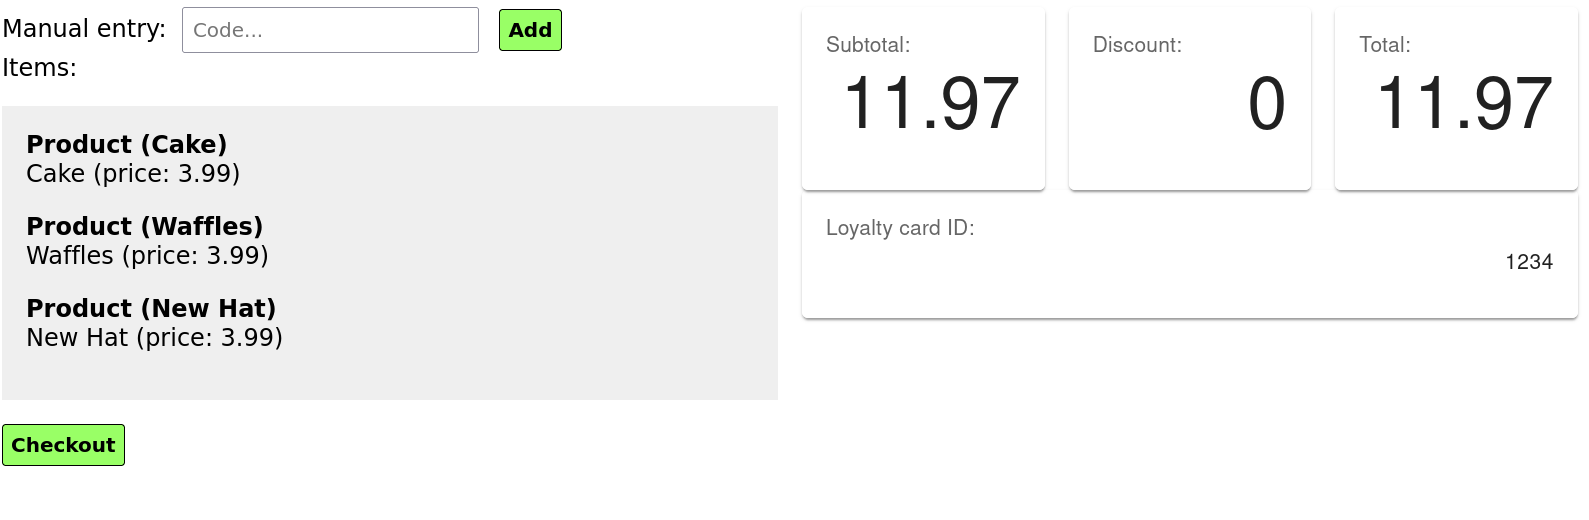 Manual entry: Code... Add
Items:
Product (Cake)
Cake (price: 3.99)
Product (Waffles)
Waffles (price: 3.99)
Product (New Hat)
New Hat (price: 3.99)
Checkout
Subtotal:
11.97
Discount:
0
Total:
11.97
Loyalty card ID:
1234